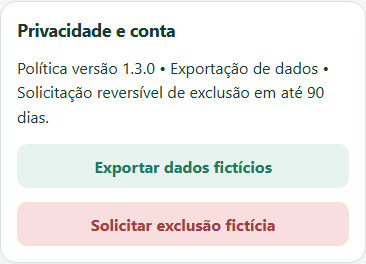 Privacidade e conta
Política versão 1.3.0 • Exportação de dados •
Solicitação reversível de exclusão em até 90
dias.
Exportar dados fictícios
Solicitar exclusão fictícia